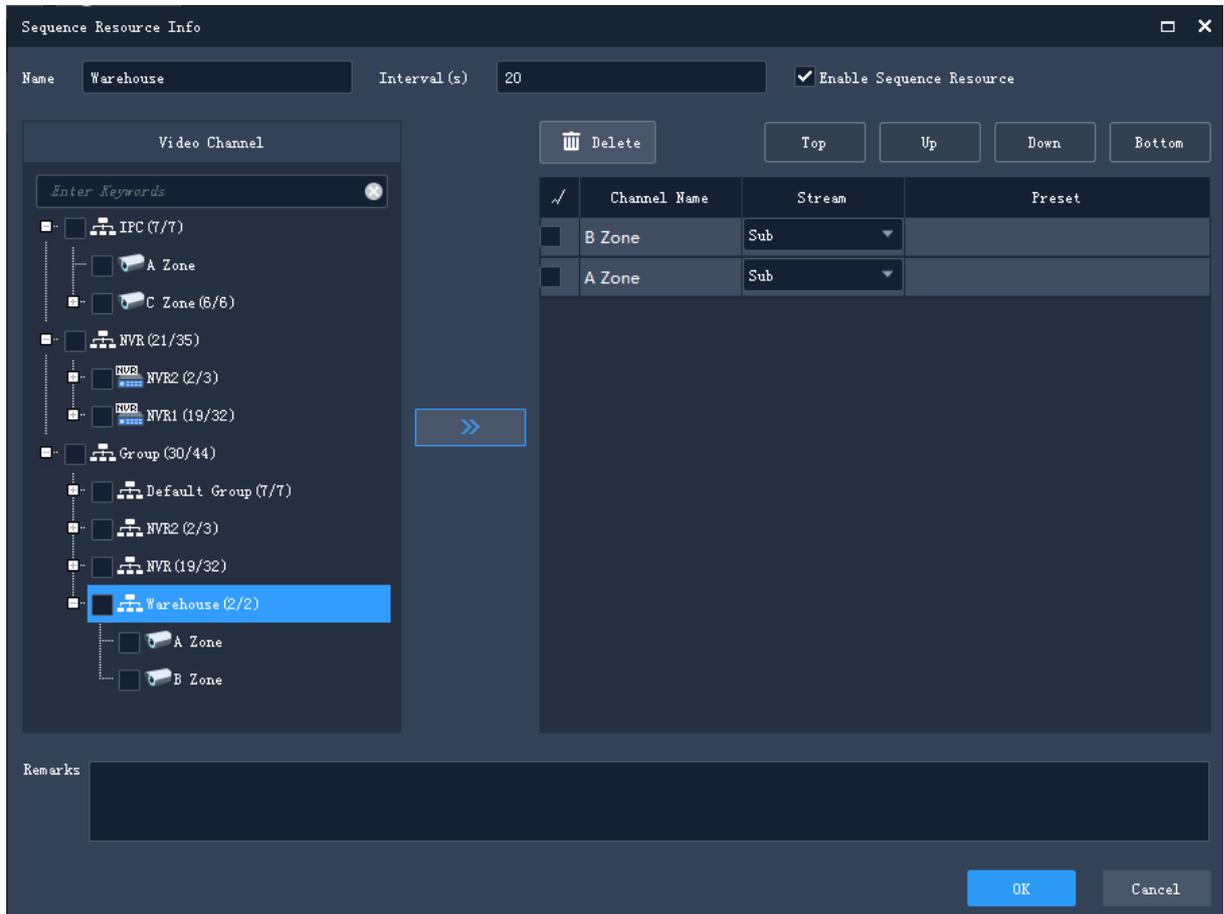 Sequence Resource Info
Name Warehouse Interval(s) 20 Enable Sequence Resource
Video Channel
Enter Keywords
IPC(7/7)
A Zone
C Zone(6/6)
NVR(21/35)
NVR NVR2(2/3)
NVR NVR1(19/32)
Group(30/44)
Default Group(7/7)
NVR2(2/3)
NVR(19/32)
Warehouse(2/2)
A Zone
B Zone
Delete Top Up Down Bottom
Channel Name Stream Preset
B Zone Sub
A Zone Sub
Remarks
OK Cancel